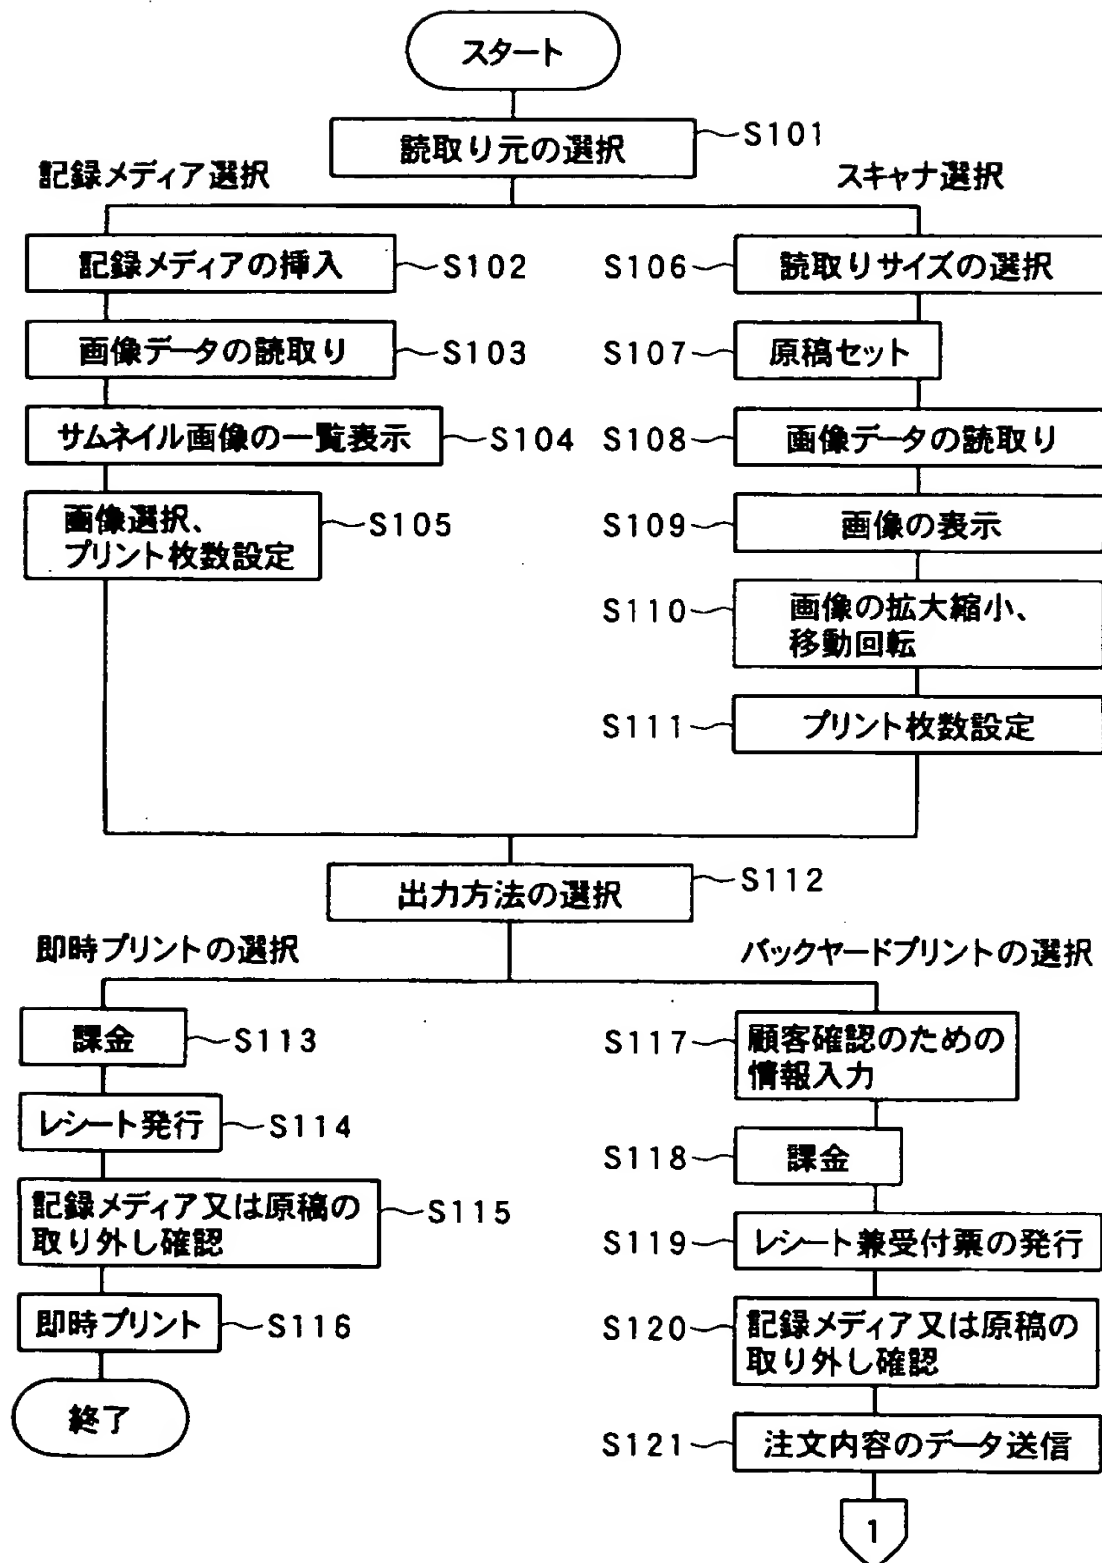 スタート
読取り元の選択
S101
記録メディア選択
スキャナ選択
記録メディアの挿入
S102
画像データの読取り
S103
サムネイル画像の一覧表示
S104
画像選択、
プリント枚数設定
S105
S106
読取りサイズの選択
S107
原稿セット
S108
画像データの読取り
S109
画像の表示
S110
画像の拡大縮小、
移動回転
S111
プリント枚数設定
出力方法の選択
S112
即時プリントの選択
バックヤードプリントの選択
課金
S113
レシート発行
S114
記録メディア又は原稿の
取り外し確認
S115
即時プリント
S116
終了
S117
顧客確認のための
情報入力
S118
課金
S119
レシート兼受付票の発行
S120
記録メディア又は原稿の
取り外し確認
S121
注文内容のデータ送信
1